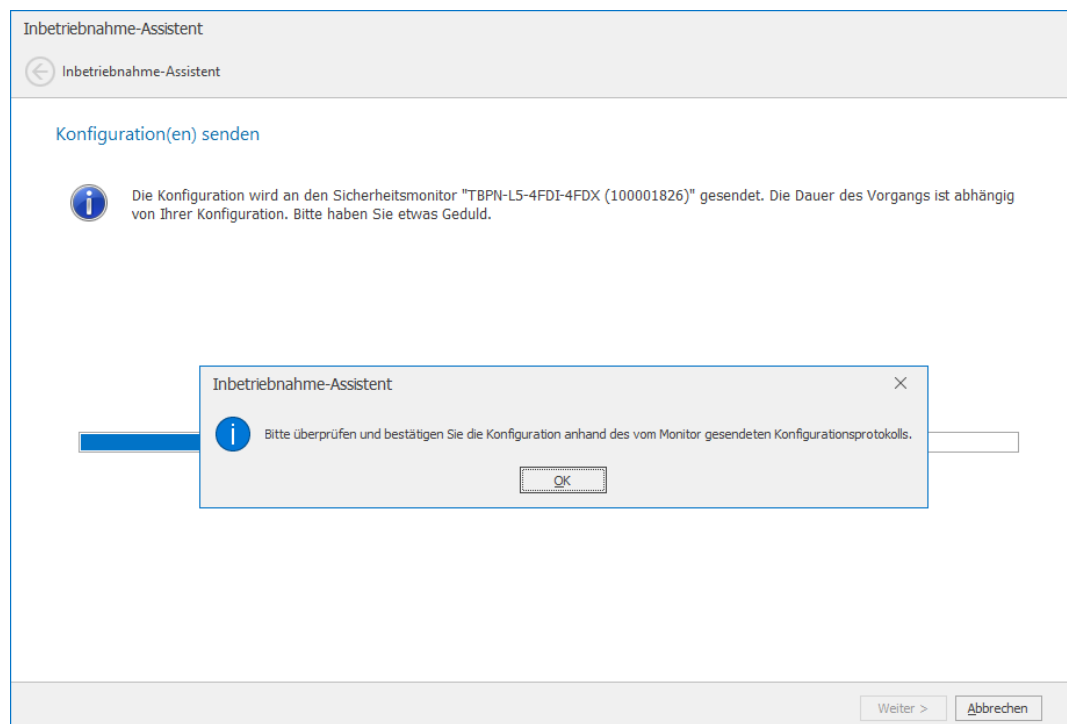 Inbetriebnahme-Assistent
Inbetriebnahme-Assistent
Konfiguration(en) senden
Die Konfiguration wird an den Sicherheitsmonitor "TBPN-L5-4FDI-4FDX (100001826)" gesendet. Die Dauer des Vorgangs ist abhängig
von Ihrer Konfiguration. Bitte haben Sie etwas Geduld.
Inbetriebnahme-Assistent
Bitte überprüfen und bestätigen Sie die Konfiguration anhand des vom Monitor gesendeten Konfigurationsprotokolls.
OK
Weiter >
Abbrechen